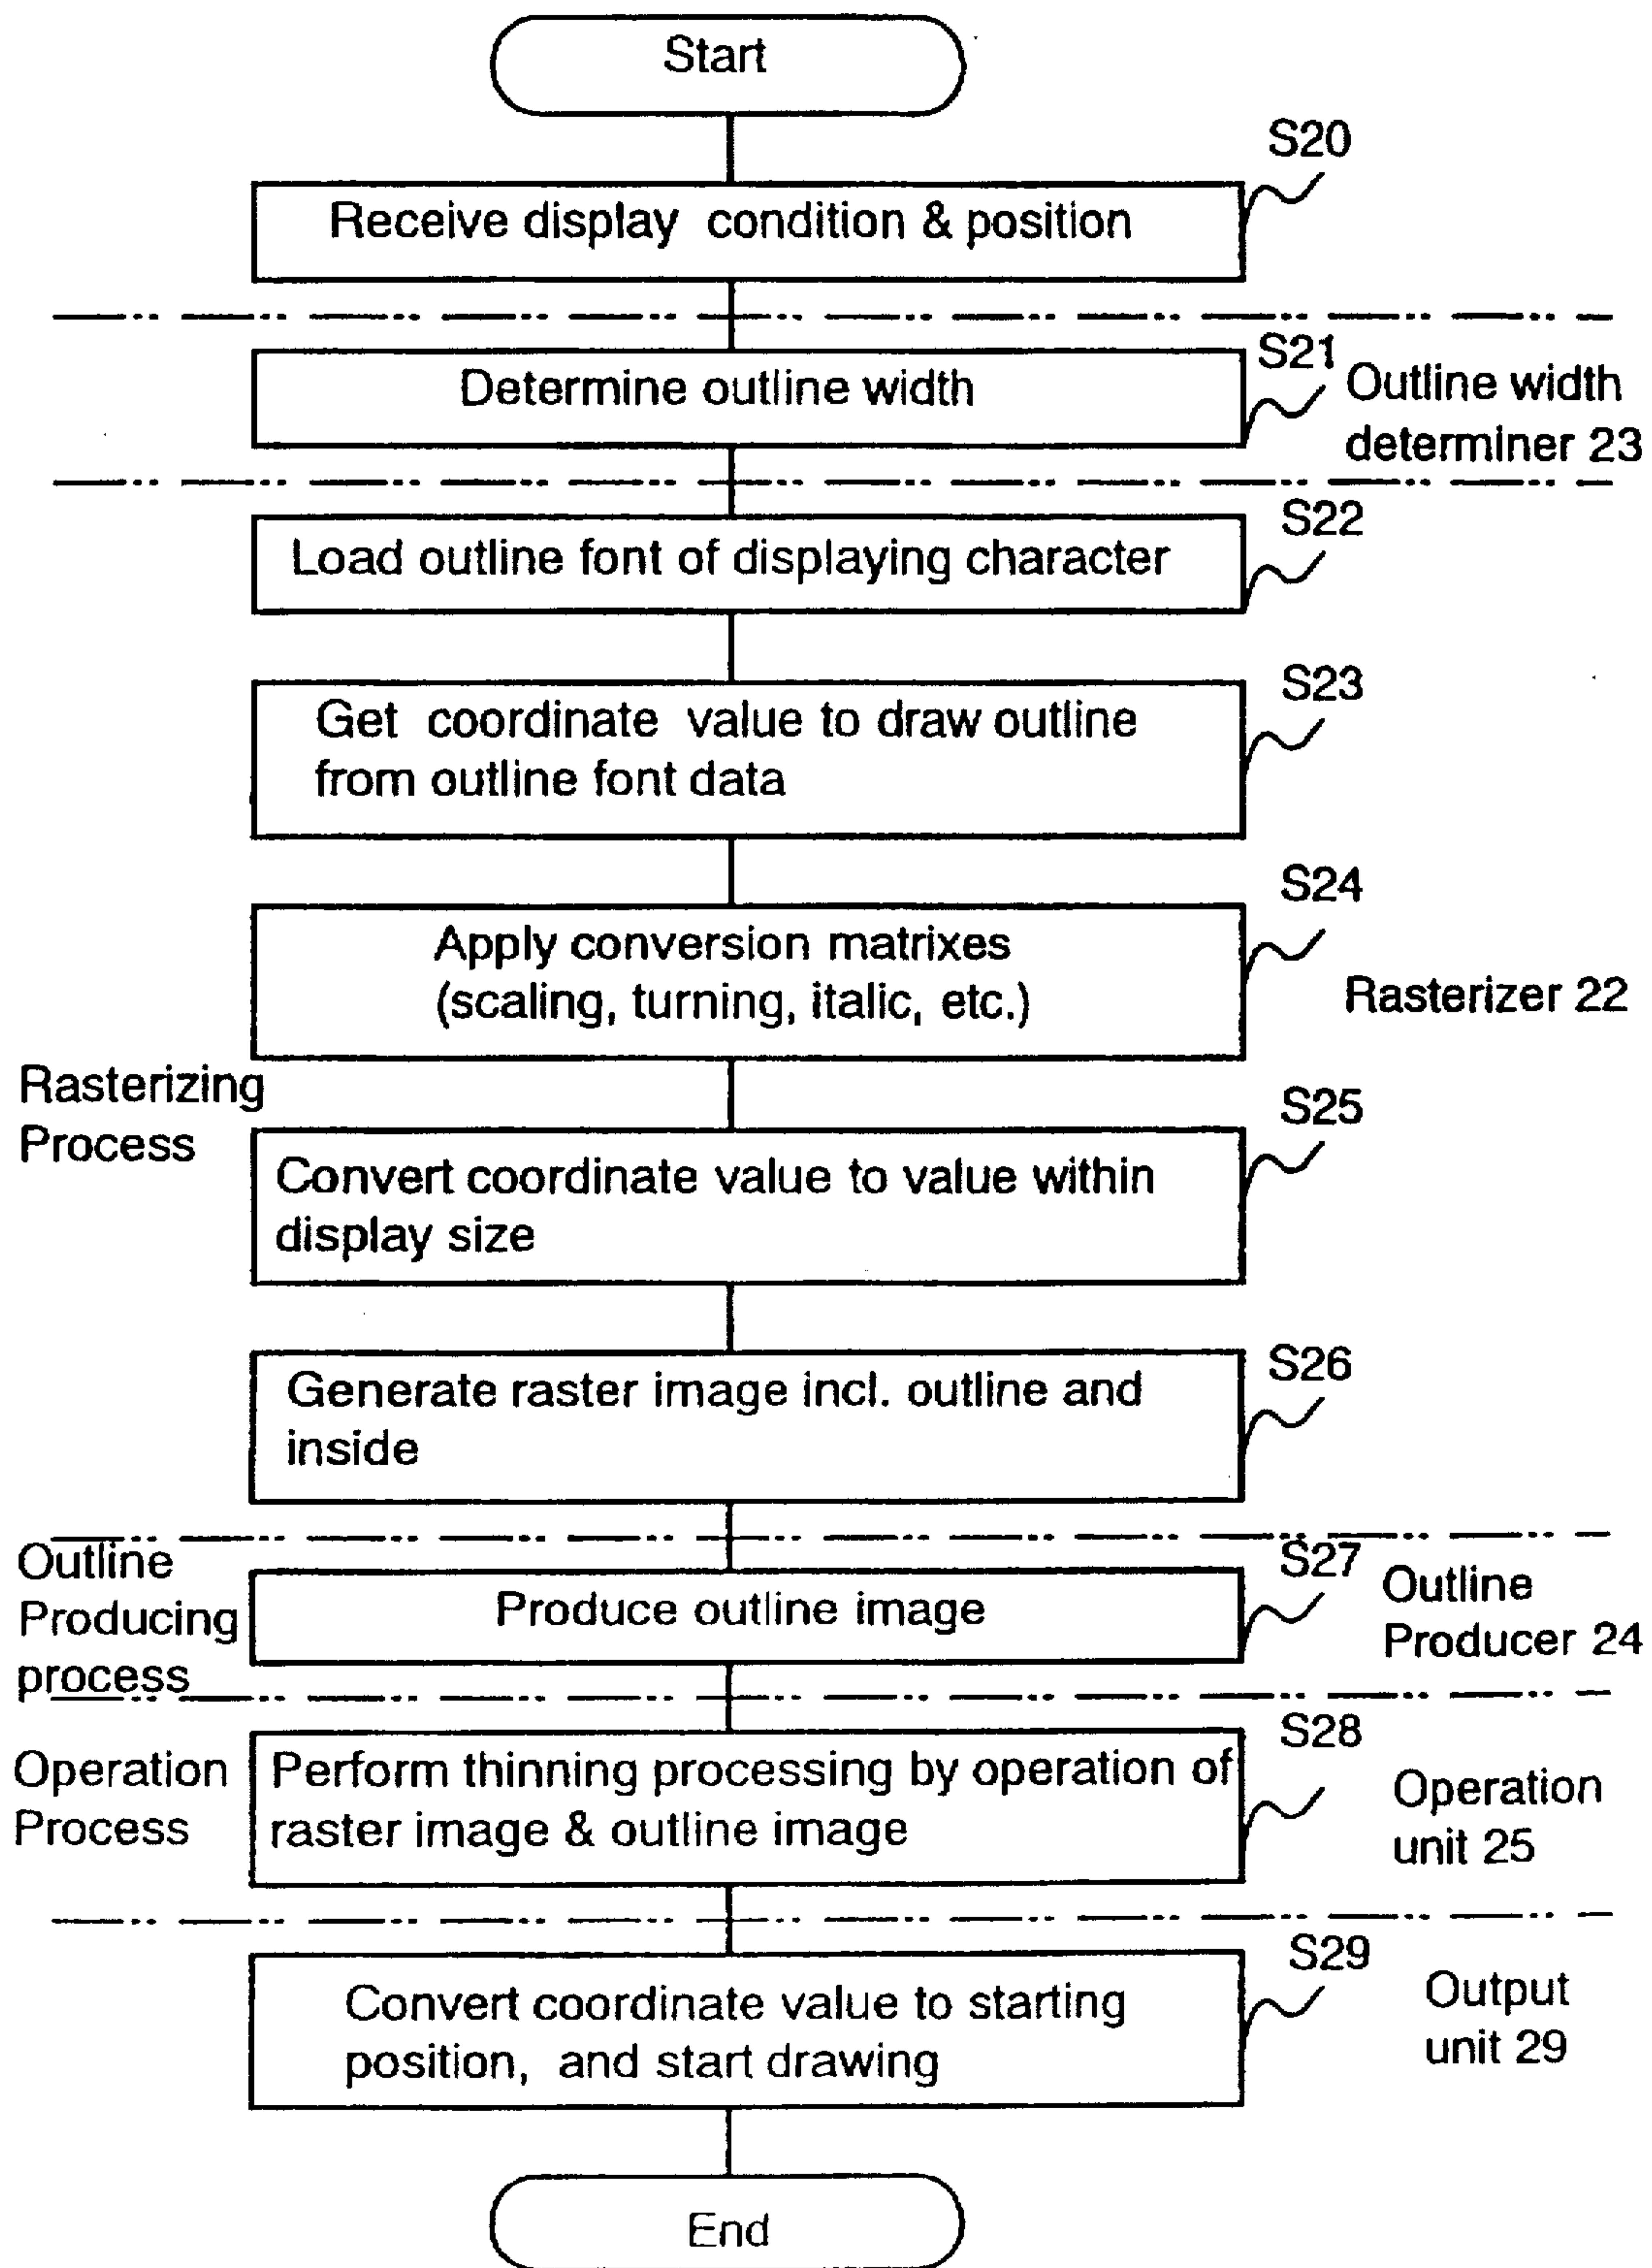 Start
S20
Receive display condition & position
S21
Determine outline width
Outline width
determiner 23
S22
Load outline font of displaying character
S23
Get coordinate value to draw outline
from outline font data
S24
Apply conversion matrixes
(scaling, turning, italic, etc.)
Rasterizer 22
Rasterizing
Process
S25
Convert coordinate value to value within
display size
S26
Generate raster image incl. outline and
inside
Outline
Producing
process
S27
Produce outline image
Outline
Producer 24
Operation
Process
S28
Perform thinning processing by operation of
raster image & outline image
Operation
unit 25
S29
Convert coordinate value to starting
position, and start drawing
Output
unit 29
End